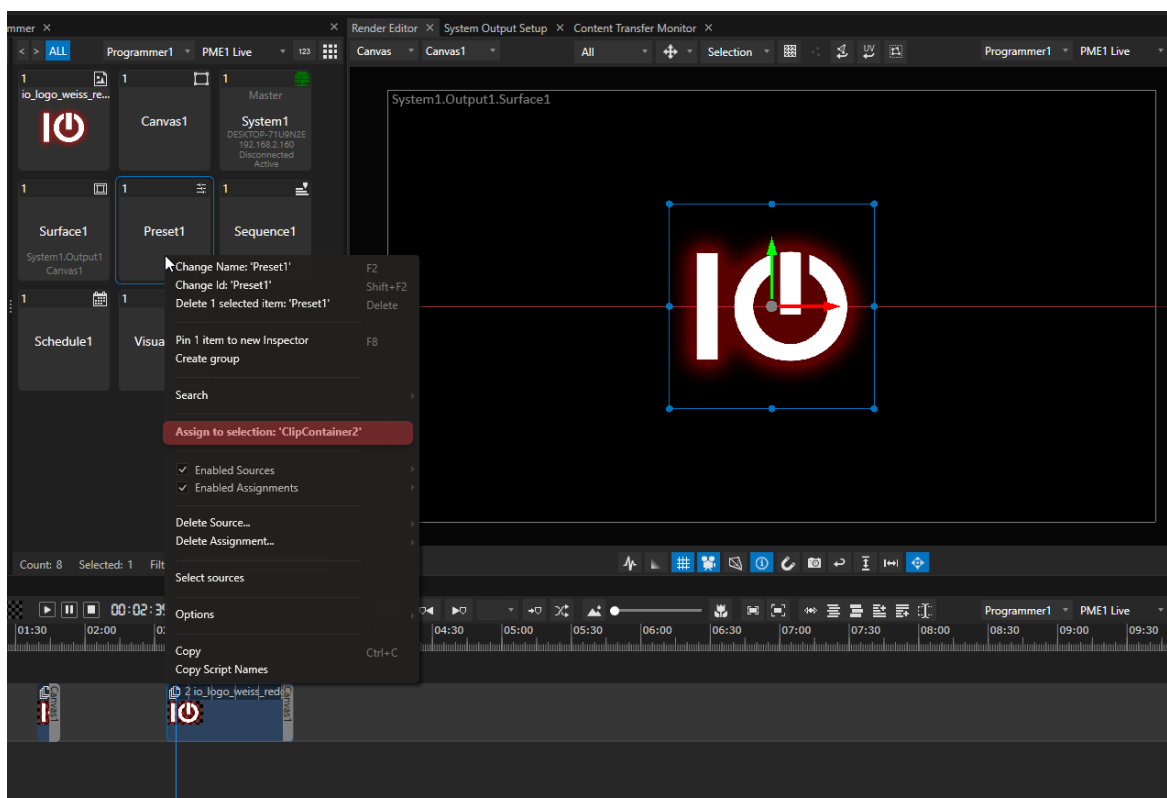 mmer ×
×
Render Editor ×
System Output Setup ×
Content Transfer Monitor ×
< > ALL
Programmer1
PME1 Live
123
Canvas
Canvas1
All
Selection
UV
Programmer1
PME1 Live
1
io_logo_weiss_re...
1
Canvas1
1
Master
System1
DESKTOP-71U9N2E
192.168.2.160
Disconnected
Active
System1.Output1.Surface1
1
Surface1
System1.Output1
Canvas1
1
Preset1
1
Sequence1
1
Schedule1
1
Visua
Change Name: 'Preset1' F2
Change Id: 'Preset1' Shift+F2
Delete 1 selected item: 'Preset1' Delete
Pin 1 item to new Inspector F8
Create group
Search
Assign to selection: 'ClipContainer2'
Enabled Sources
Enabled Assignments
Delete Source...
Delete Assignment...
Select sources
Options
Copy Ctrl+C
Copy Script Names
Count: 8 Selected: 1 Filt
Programmer1
PME1 Live
01:30 02:00 04:30 05:00 05:30 06:00 06:30 07:00 07:30 08:00 08:30 09:00 09:30
Canvas1
2 io_logo_weiss_redg
Canvas1